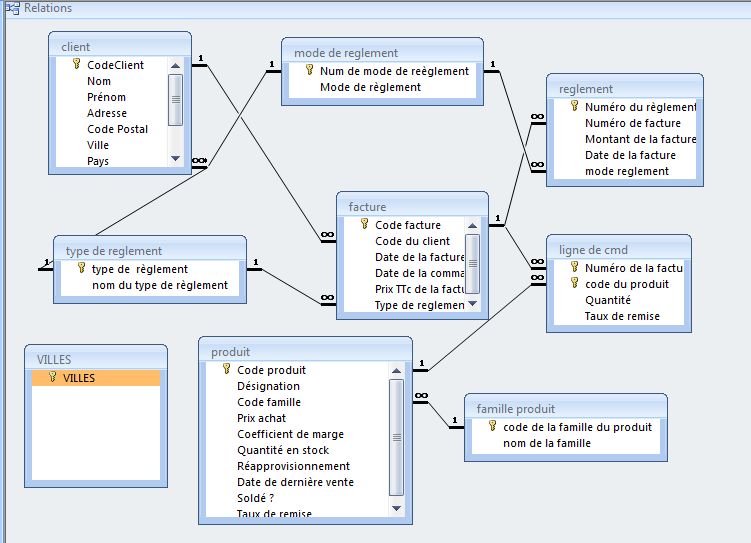 Relations
client
CodeClient
Nom
Prénom
Adresse
Code Postal
Ville
Pays
1
∞
∞
mode de reglement
Num de mode de reèglement
Mode de règlement
1
1
reglement
Numéro du règlement
Numéro de facture
Montant de la facture
Date de la facture
mode reglement
∞
∞
facture
Code facture
Code du client
Date de la facture
Date de la comma
Prix TTc de la factu
Type de reglemen
1
∞
∞
type de reglement
type de règlement
nom du type de règlement
1
1
ligne de cmd
Numéro de la factu
code du produit
Quantité
Taux de remise
∞
∞
VILLES
VILLES
produit
Code produit
Désignation
Code famille
Prix achat
Coefficient de marge
Quantité en stock
Réapprovisionnement
Date de dernière vente
Soldé ?
Taux de remise
1
∞
famille produit
code de la famille du produit
nom de la famille
1